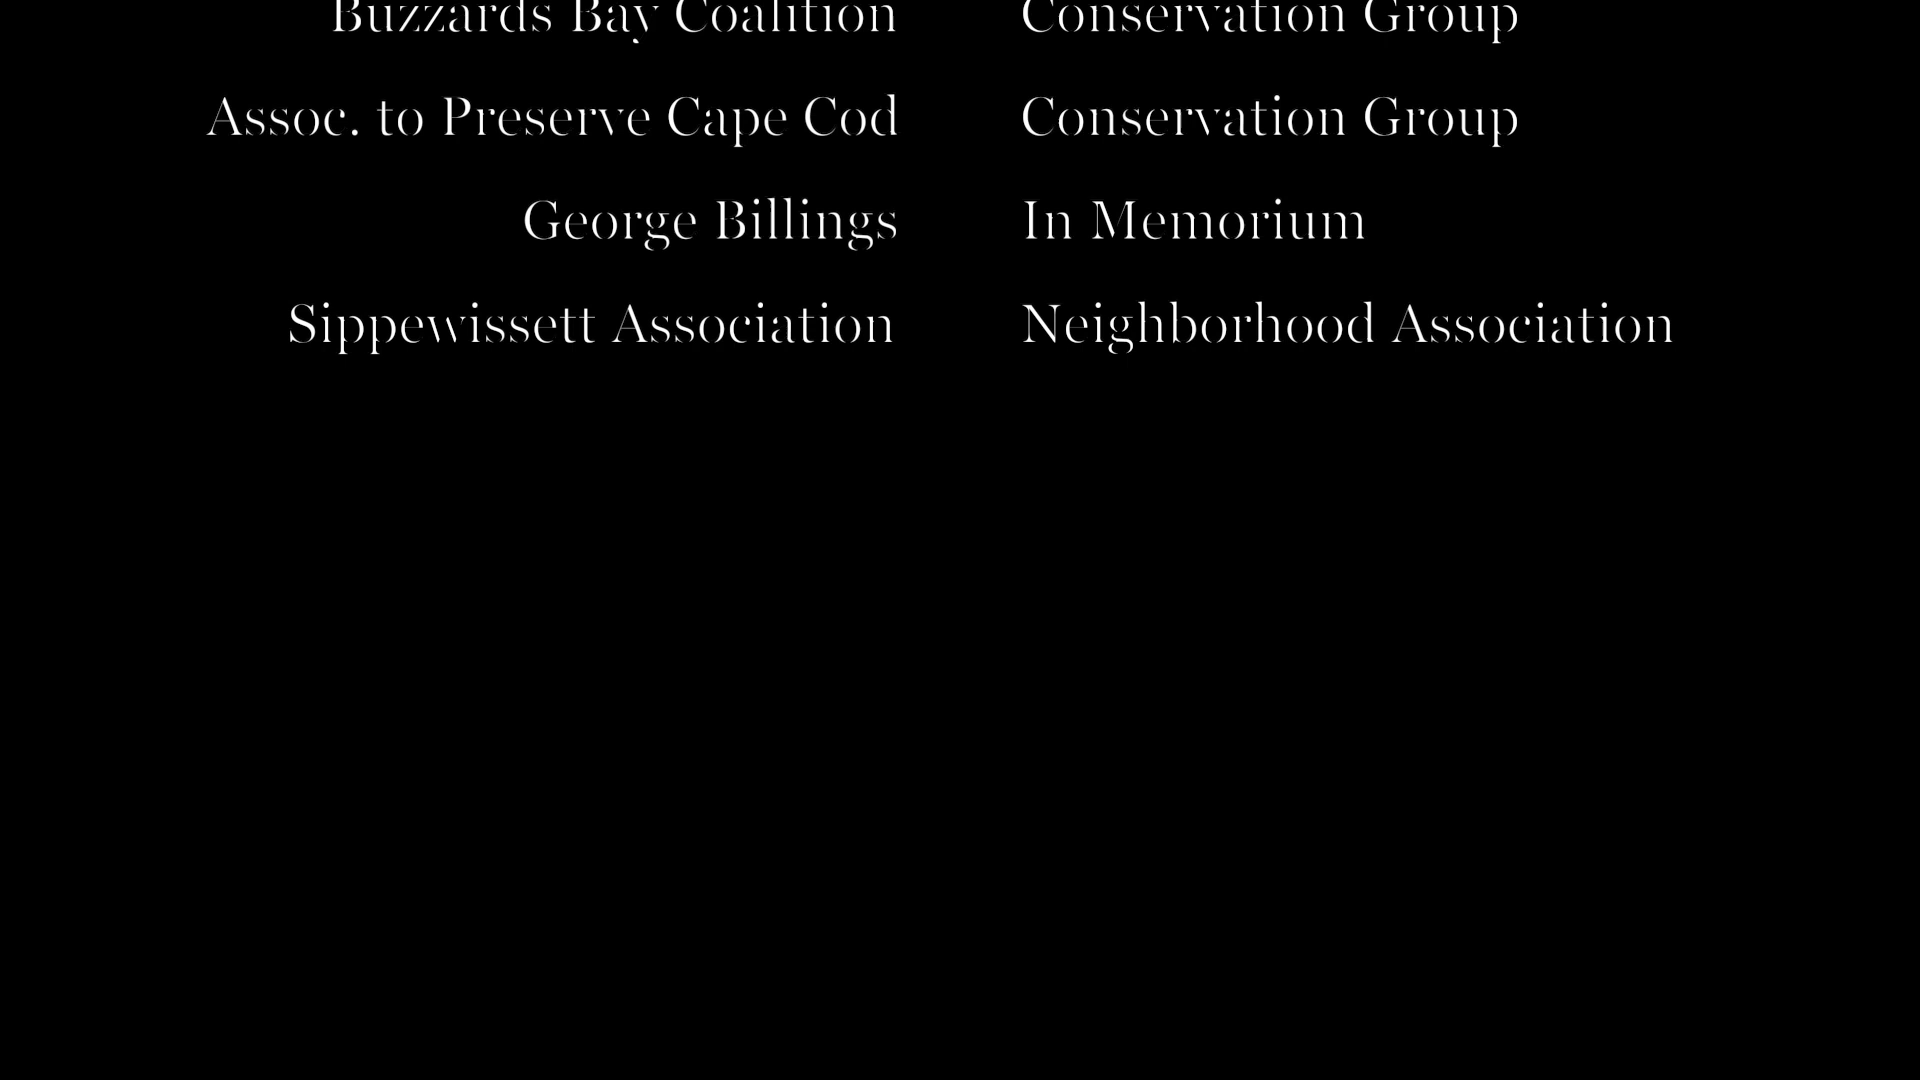 Buzzards Bay Coalition Conservation Group
Assoc. to Preserve Cape Cod Conservation Group
George Billings In Memorium
Sippewissett Association Neighborhood Association